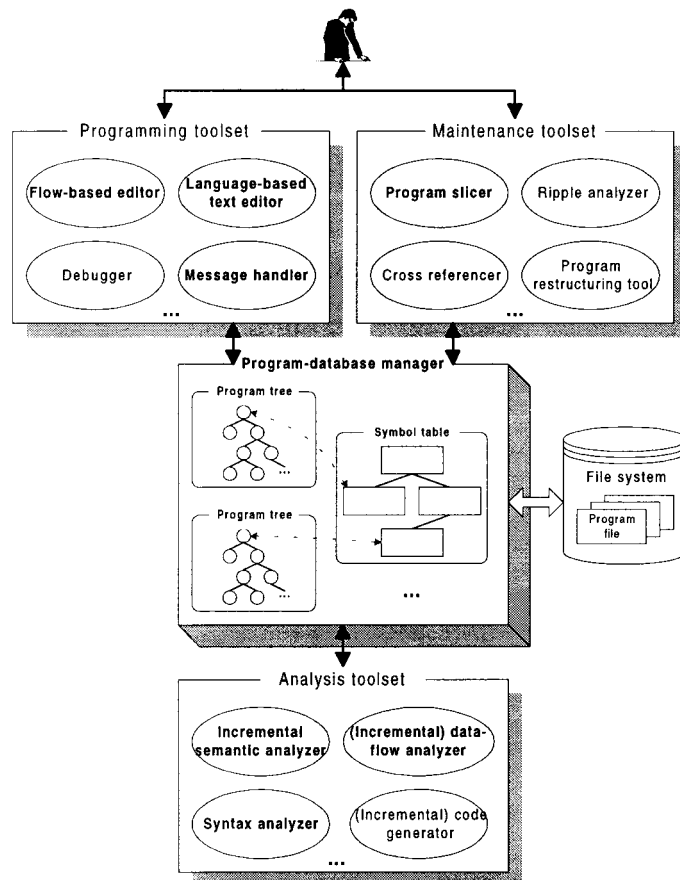 Programming toolset
Flow-based editor
Language-based
text editor
Debugger
Message handler
...
Maintenance toolset
Program slicer
Ripple analyzer
Cross referencer
Program
restructuring tool
...
Program-database manager
Program tree
...
Program tree
...
Symbol table
...
File system
Program
file
Analysis toolset
Incremental
semantic analyzer
(Incremental) data-
flow analyzer
Syntax analyzer
(Incremental) code
generator
...